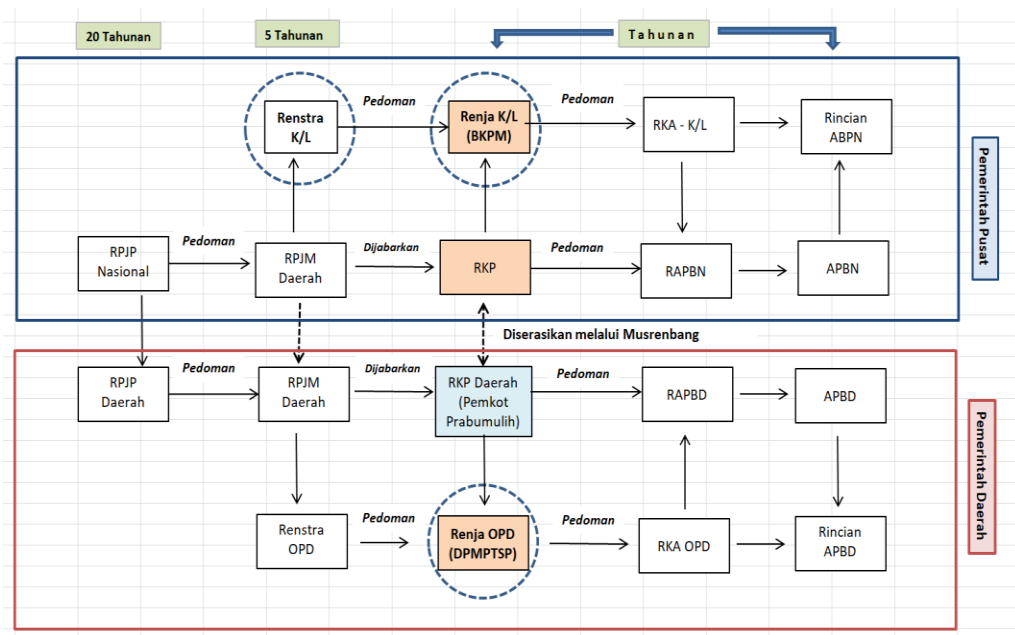 20 Tahunan
5 Tahunan
T a h u n a n
Renstra
K/L
Pedoman
Renja K/L
(BKPM)
Pedoman
RKA - K/L
Rincian
ABPN
RPJP
Nasional
Pedoman
RPJM
Daerah
Dijabarkan
RKP
Pedoman
RAPBN
APBN
Pemerintah Pusat
Diserasikan melalui Musrenbang
RPJP
Daerah
Pedoman
RPJM
Daerah
Dijabarkan
RKP Daerah
(Pemkot
Prabumulih)
Pedoman
RAPBD
APBD
Renstra
OPD
Pedoman
Renja OPD
(DPMPTSP)
Pedoman
RKA OPD
Rincian
APBD
Pemerintah Daerah